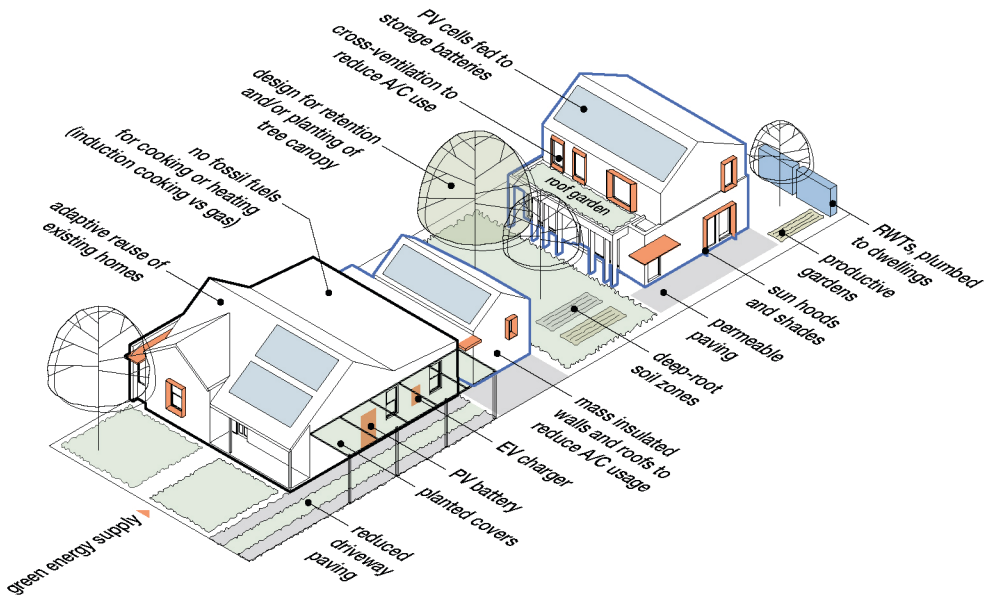 PV cells fed to
storage batteries
cross-ventilation to
reduce A/C use
design for retention
and/or planting of
tree canopy
no fossil fuels
for cooking or heating
(induction cooking vs gas)
adaptive reuse of
existing homes
roof garden
RWTs, plumbed
to dwellings
productive
gardens
sun hoods
and shades
permeable
paving
deep-root
soil zones
mass insulated
walls and roofs to
reduce A/C usage
EV charger
PV battery
planted covers
reduced
driveway
paving
green energy supply